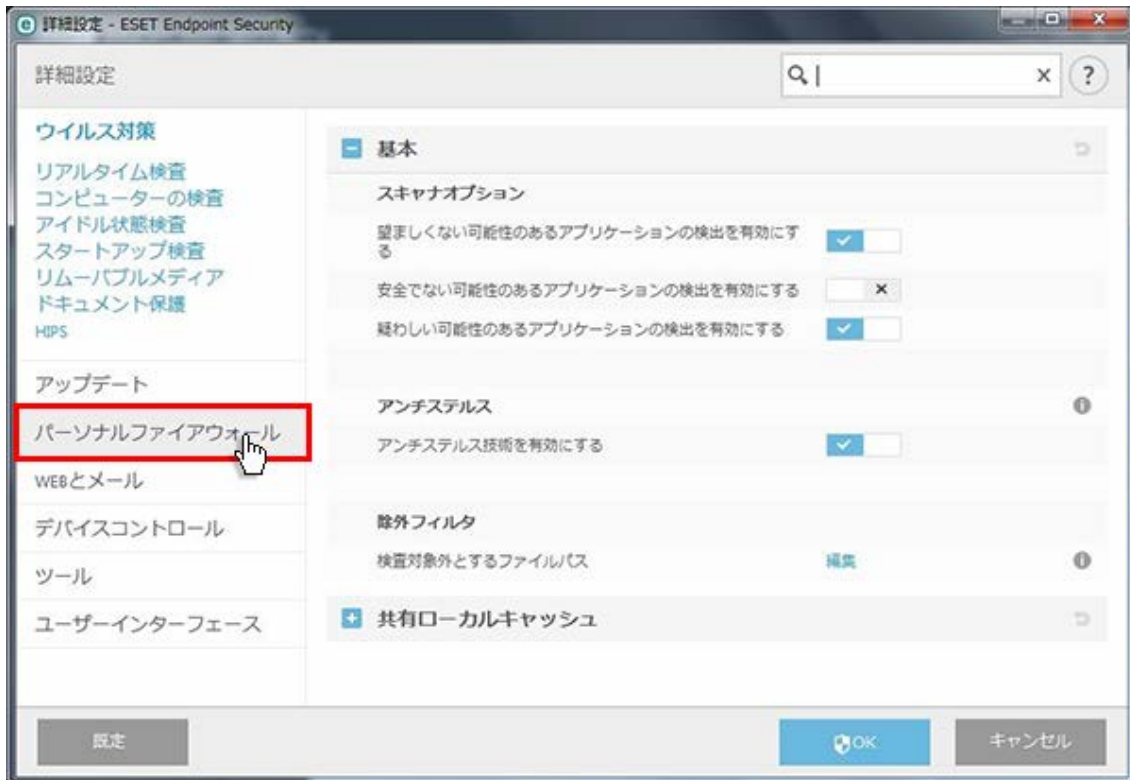 詳細設定 - ESET Endpoint Security
詳細設定
ウイルス対策
リアルタイム検査
コンピューターの検査
アイドル状態検査
スタートアップ検査
リムーバブルメディア
ドキュメント保護
HIPS
アップデート
パーソナルファイアウォール
WEBとメール
デバイスコントロール
ツール
ユーザーインターフェース
基本
スキャナオプション
望ましくない可能性のあるアプリケーションの検出を有効にす
る
安全でない可能性のあるアプリケーションの検出を有効にする
疑わしい可能性のあるアプリケーションの検出を有効にする
アンチステルス
アンチステルス技術を有効にする
除外フィルタ
検査対象外とするファイルパス
編集
共有ローカルキャッシュ
既定
OK
キャンセル